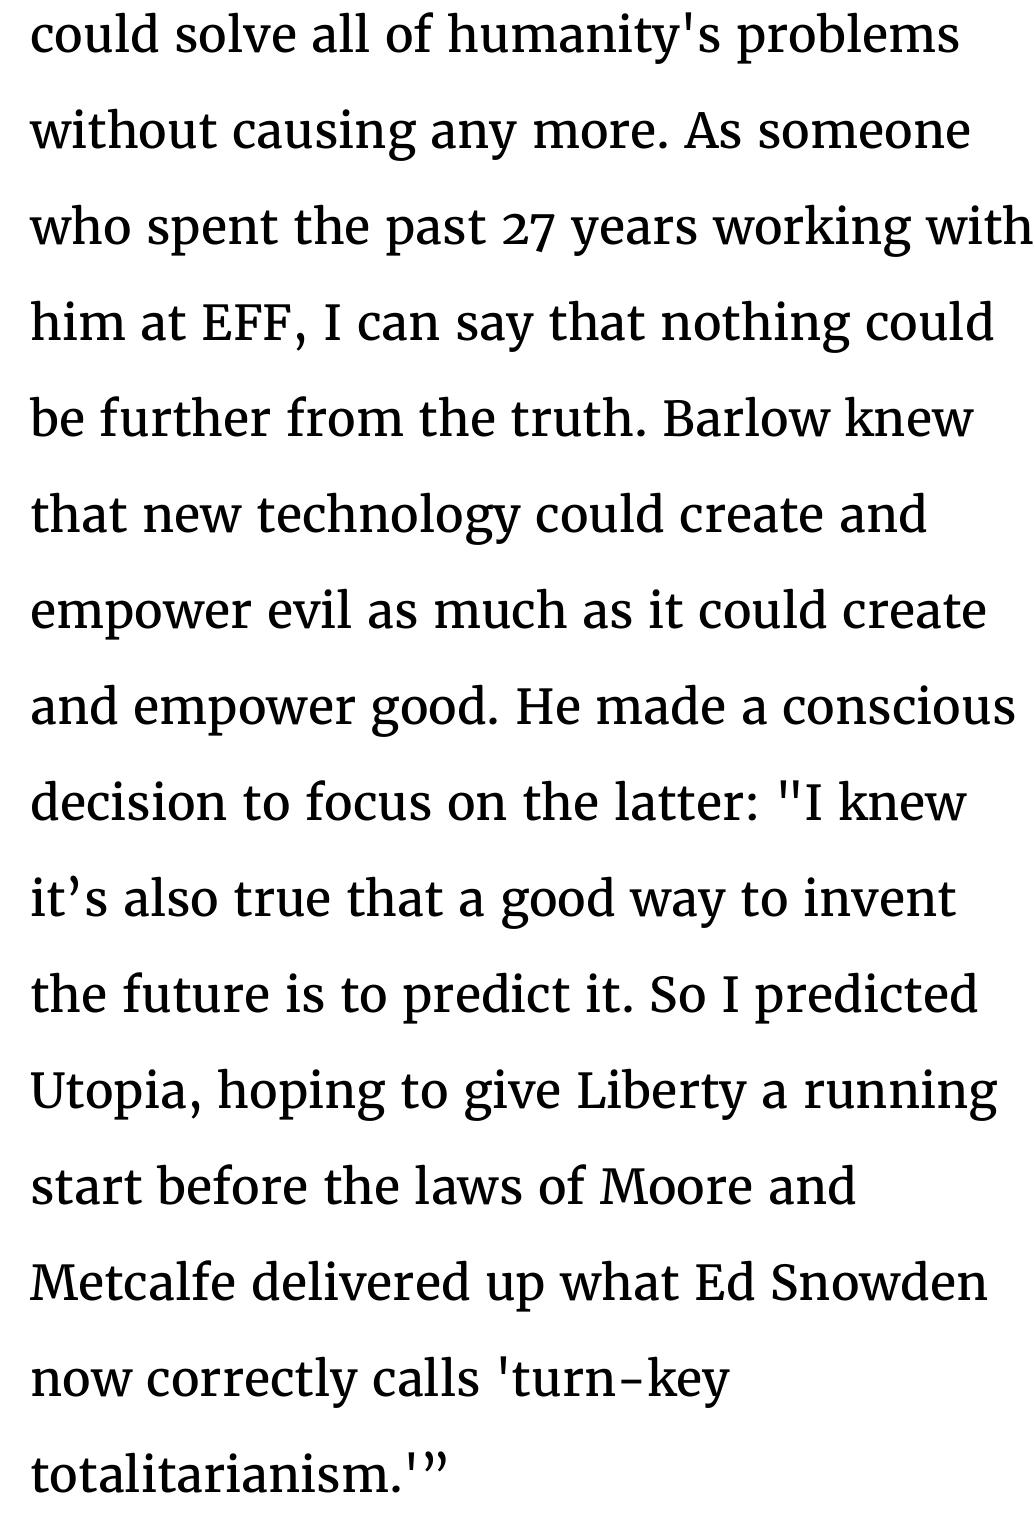 could solve all of humanity's problems
without causing any more. As someone
who spent the past 27 years working with
him at EFF, I can say that nothing could
be further from the truth. Barlow knew
that new technology could create and
empower evil as much as it could create
and empower good. He made a conscious
decision to focus on the latter: "I knew
it’s also true that a good way to invent
the future is to predict it. So I predicted
Utopia, hoping to give Liberty a running
start before the laws of Moore and
Metcalfe delivered up what Ed Snowden
now correctly calls 'turn-key
totalitarianism.'”